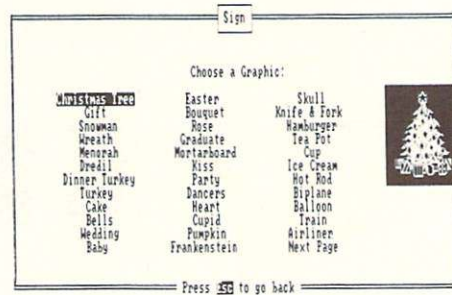 Sign
Choose a Graphic:
Christmas Tree Easter Skull
Gift Bouquet Knife & Fork
Snowman Rose Hamburger
Wreath Graduate Tea Pot
Menorah Mortarboard Cup
Dredil Kiss Ice Cream
Dinner Turkey Party Hot Rod
Turkey Dancers Biplane
Cake Heart Balloon
Bells Cupid Train
Wedding Pumpkin Airliner
Baby Frankenstein Next Page
Press Esc to go back